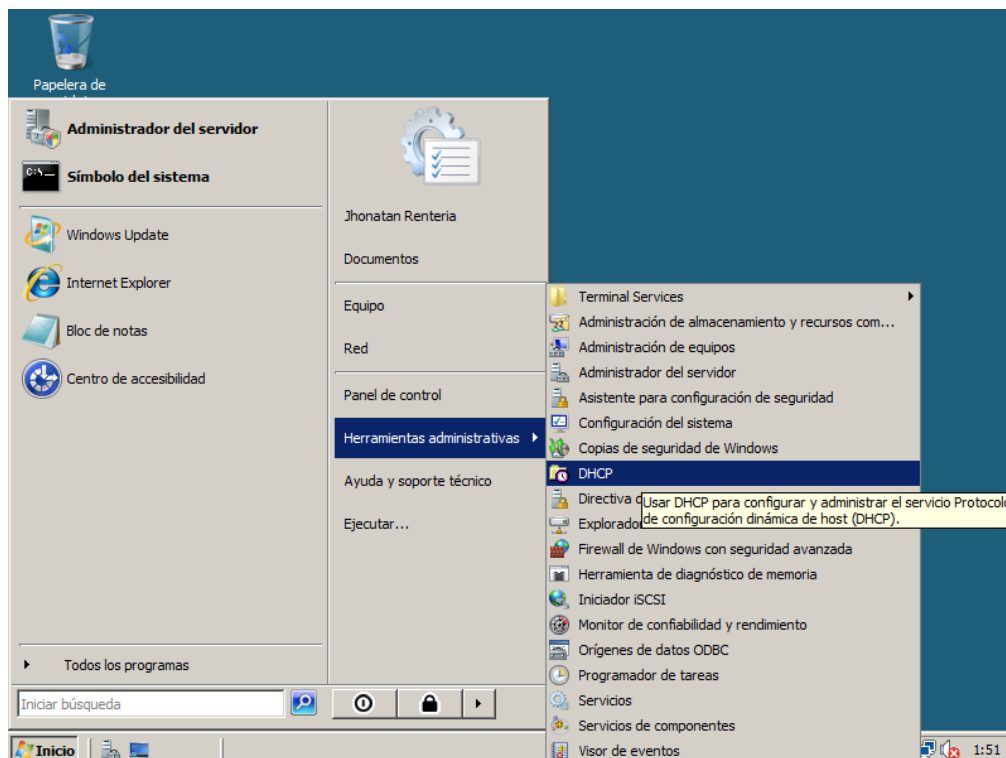 Papelera de
Administrador del servidor
Símbolo del sistema
Windows Update
Internet Explorer
Bloc de notas
Centro de accesibilidad
Todos los programas
Iniciar búsqueda
Jhonatan Renteria
Documentos
Equipo
Red
Panel de control
Herramientas administrativas
Ayuda y soporte técnico
Ejecutar...
Terminal Services
Administración de almacenamiento y recursos com...
Administración de equipos
Administrador del servidor
Asistente para configuración de seguridad
Configuración del sistema
Copias de seguridad de Windows
DHCP
Directiva
Usar DHCP para configurar y administrar el servicio Protocolo
de configuración dinámica de host (DHCP).
Explorador
Firewall de Windows con seguridad avanzada
Herramienta de diagnóstico de memoria
Iniciador iSCSI
Monitor de confiabilidad y rendimiento
Orígenes de datos ODBC
Programador de tareas
Servicios
Servicios de componentes
Visor de eventos
Inicio
1:51